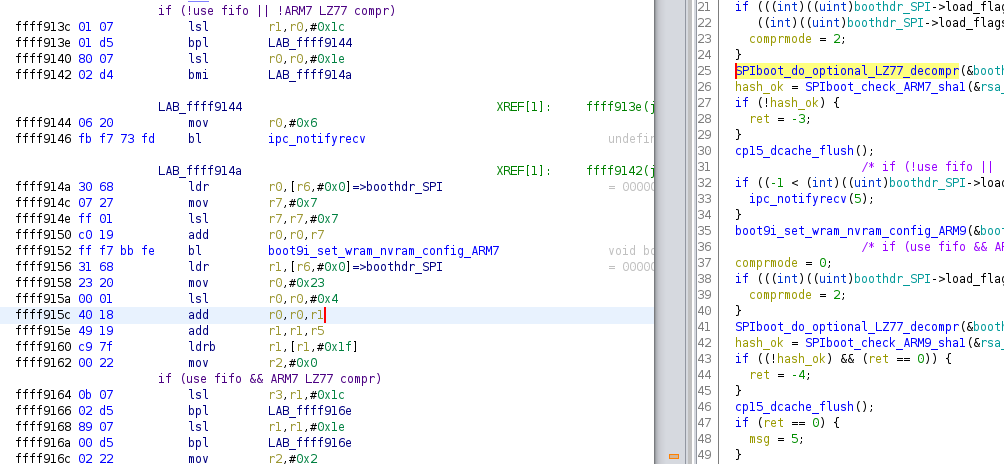 if (!use fifo || !ARM7 LZ77 compr)
ffff913c 01 07 lsl r1,r0,#0x1c
ffff913e 01 d5 bpl LAB_ffff9144
ffff9140 80 07 lsl r0,r0,#0x1e
ffff9142 02 d4 bmi LAB_ffff914a
LAB_ffff9144 XREF[1]: ffff913e(j
ffff9144 06 20 mov r0,#0x6
ffff9146 fb f7 73 fd bl ipc_notifyrecv undefin
LAB_ffff914a XREF[1]: ffff9142(j
ffff914a 30 68 ldr r0,[r6,#0x0]=>boothdr_SPI = 00000
ffff914c 07 27 mov r7,#0x7
ffff914e ff 01 lsl r7,r7,#0x7
ffff9150 c0 19 add r0,r0,r7
ffff9152 ff f7 bb fe bl boot9i_set_wram_nvram_config_ARM7 void bo
ffff9156 31 68 ldr r1,[r6,#0x0]=>boothdr_SPI = 00000
ffff9158 23 20 mov r0,#0x23
ffff915a 00 01 lsl r0,r0,#0x4
ffff915c 40 18 add r0,r0,r1
ffff915e 49 19 add r1,r1,r5
ffff9160 c9 7f ldrb r1,[r1,#0x1f]
ffff9162 00 22 mov r2,#0x0
if (use fifo && ARM7 LZ77 compr)
ffff9164 0b 07 lsl r3,r1,#0x1c
ffff9166 02 d5 bpl LAB_ffff916e
ffff9168 89 07 lsl r1,r1,#0x1e
ffff916a 00 d5 bpl LAB_ffff916e
ffff916c 02 22 mov r2,#0x2
21 if (((int)((uint)boothdr_SPI->load_flag
22 ((int)((uint)boothdr_SPI->load_flags
23 comprmode = 2;
24 }
25 SPIboot_do_optional_LZ77_decompr(&booth
26 hash_ok = SPIboot_check_ARM7_sha1(&rsa_
27 if (!hash_ok) {
28 ret = -3;
29 }
30 cp15_dcache_flush();
31 /* if (!use fifo ||
32 if ((-1 < (int)((uint)boothdr_SPI->load
33 ipc_notifyrecv(5);
34 }
35 boot9i_set_wram_nvram_config_ARM9(&boot
36 /* if (use fifo && AR
37 comprmode = 0;
38 if (((int)((uint)boothdr_SPI->load_flag
39 comprmode = 2;
40 }
41 SPIboot_do_optional_LZ77_decompr(&booth
42 hash_ok = SPIboot_check_ARM9_sha1(&rsa_
43 if ((!hash_ok) && (ret == 0)) {
44 ret = -4;
45 }
46 cp15_dcache_flush();
47 if (ret == 0) {
48 msg = 5;
49 }